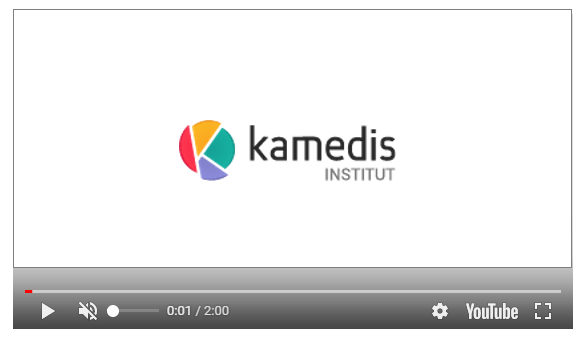 kamedis
INSTITUT
0:01 / 2:00
YouTube